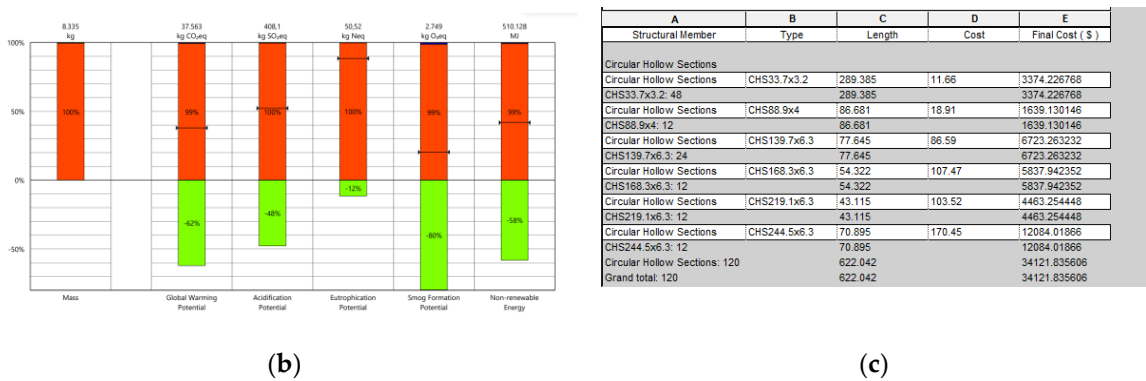 8.335 37.563 408,1 50,52 2.749 510.128
kg kg CO₂eq kg SO₂eq kg Neq kg O₃eq MJ
100%
50%
0%
-50%
100% 99% 100% 100% 99% 99%
-62% -48% -12% -80% -58%
Mass Global Warming Potential Acidification Potential Eutrophication Potential Smog Formation Potential Non-renewable Energy
(b)
A B C D E
Structural Member Type Length Cost Final Cost ( $ )
Circular Hollow Sections
Circular Hollow Sections CHS33.7x3.2 289.385 11.66 3374.226768
CHS33.7x3.2: 48 289.385 3374.226768
Circular Hollow Sections CHS88.9x4 86.681 18.91 1639.130146
CHS88.9x4: 12 86.681 1639.130146
Circular Hollow Sections CHS139.7x6.3 77.645 86.59 6723.263232
CHS139.7x6.3: 24 77.645 6723.263232
Circular Hollow Sections CHS168.3x6.3 54.322 107.47 5837.942352
CHS168.3x6.3: 12 54.322 5837.942352
Circular Hollow Sections CHS219.1x6.3 43.115 103.52 4463.254448
CHS219.1x6.3: 12 43.115 4463.254448
Circular Hollow Sections CHS244.5x6.3 70.895 170.45 12084.01866
CHS244.5x6.3: 12 70.895 12084.01866
Circular Hollow Sections: 120 622.042 34121.835606
Grand total: 120 622.042 34121.835606
(c)